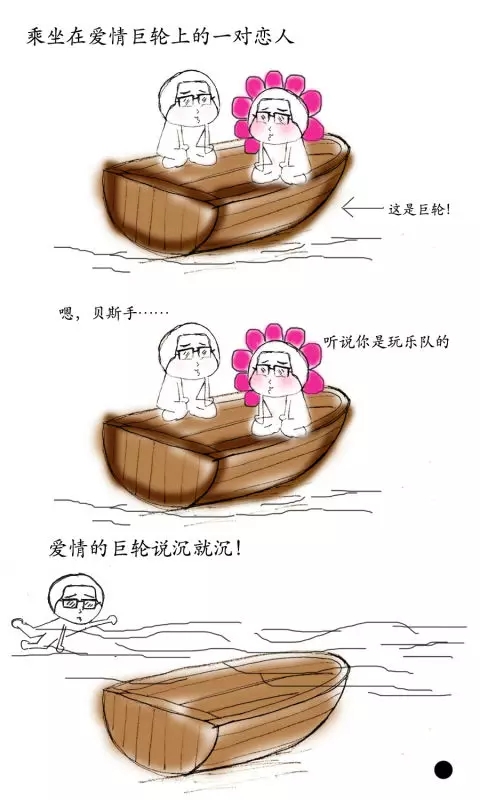 乘坐在爱情巨轮上的一对恋人
这是巨轮!
嗯，贝斯手……
听说你是玩乐队的
爱情的巨轮说沉就沉!